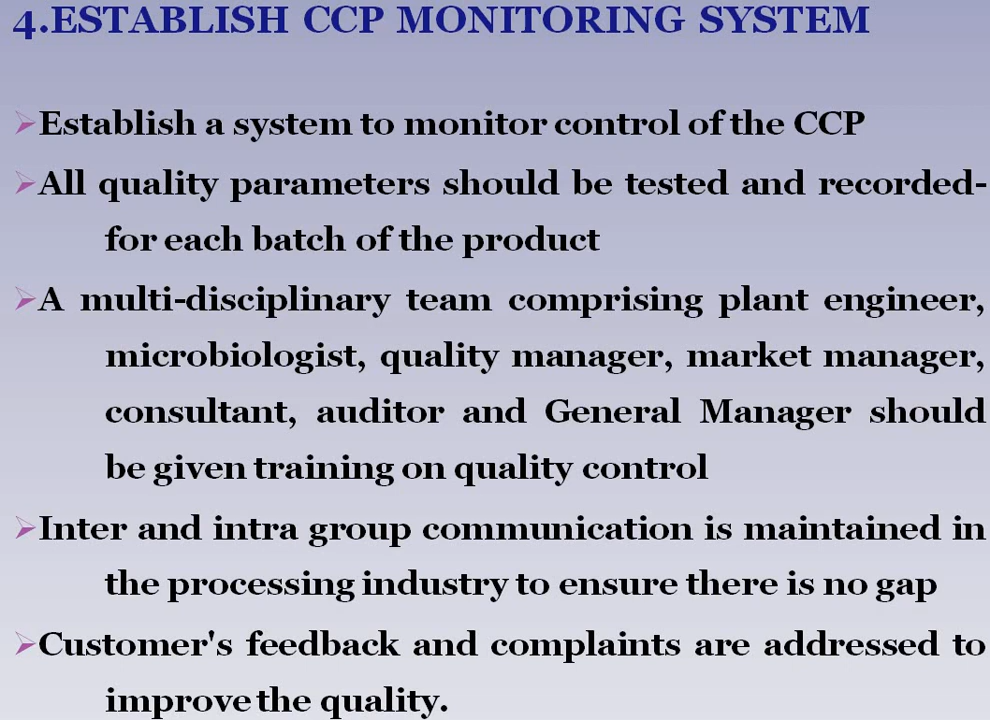 4.ESTABLISH CCP MONITORING SYSTEM
Establish a system to monitor control of the CCP
All quality parameters should be tested and recorded-
for each batch of the product
A multi-disciplinary team comprising plant engineer,
microbiologist, quality manager, market manager,
consultant, auditor and General Manager should
be given training on quality control
Inter and intra group communication is maintained in
the processing industry to ensure there is no gap
Customer's feedback and complaints are addressed to
improve the quality.